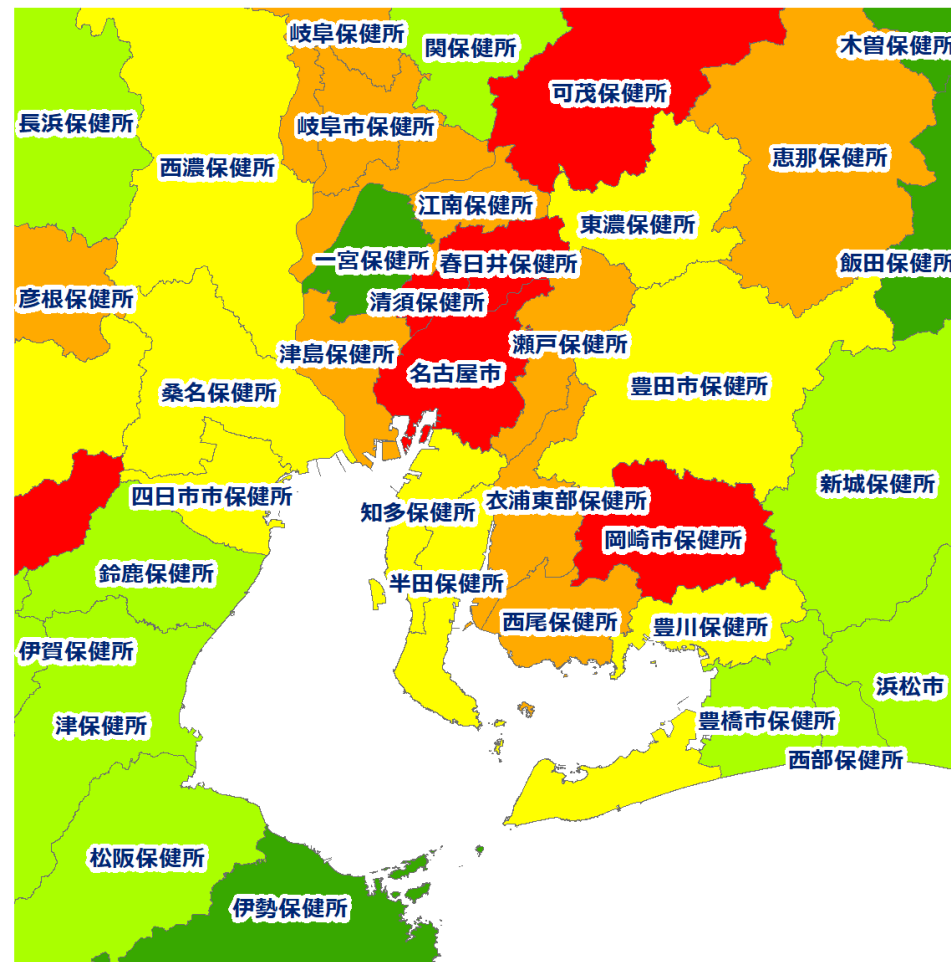 岐阜保健所
関保健所
木曽保健所
可茂保健所
長浜保健所
岐阜市保健所
西濃保健所
恵那保健所
江南保健所
東濃保健所
一宮保健所
春日井保健所
飯田保健所
彦根保健所
清須保健所
津島保健所
瀬戸保健所
名古屋市
桑名保健所
豊田市保健所
新城保健所
四日市市保健所
知多保健所
衣浦東部保健所
岡崎市保健所
鈴鹿保健所
半田保健所
西尾保健所
豊川保健所
伊賀保健所
浜松市
津保健所
豊橋市保健所
西部保健所
松阪保健所
伊勢保健所